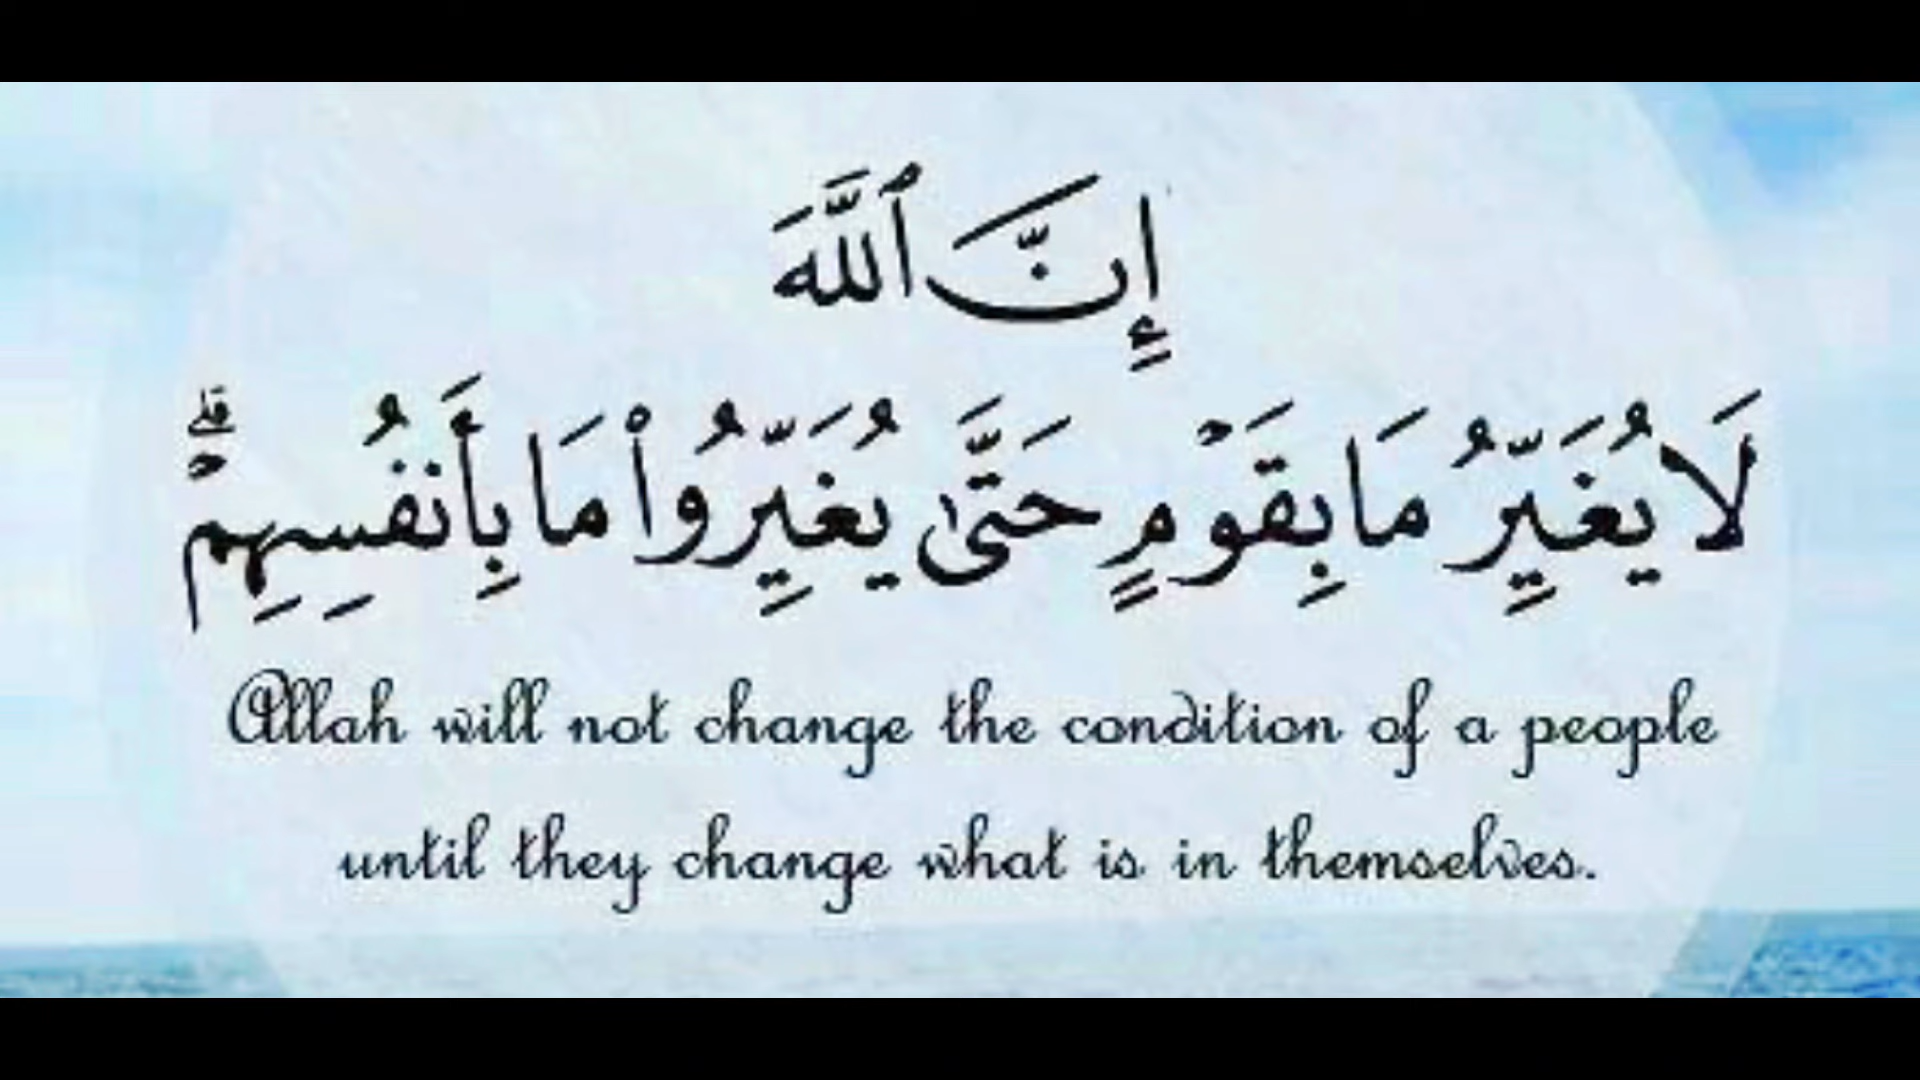 إِنَّ ٱللَّهَ
لَا يُغَيِّرُ مَا بِقَوْمٍ حَتَّىٰ يُغَيِّرُوا۟ مَا بِأَنفُسِهِمْ ۗ
Allah will not change the condition of a people
until they change what is in themselves.